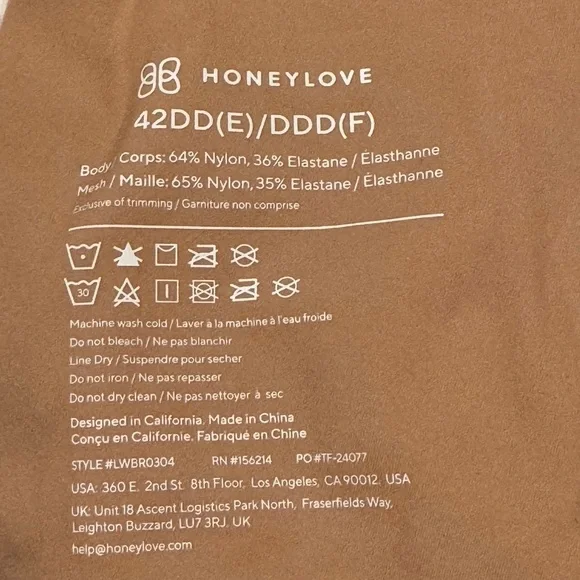 HONEYLOVE
42DD(E)/DDD(F)
Body / Corps: 64% Nylon, 36% Elastane / Élasthanne
Mesh / Maille: 65% Nylon, 35% Elastane / Élasthanne
Exclusive of trimming / Garniture non comprise
30
Machine wash cold / Laver à la machine à l'eau froide
Do not bleach / Ne pas blanchir
Line Dry / Suspendre pour secher
Do not iron / Ne pas repasser
Do not dry clean / Ne pas nettoyer à sec
Designed in California. Made in China
Conçu en Californie. Fabriqué en Chine
STYLE #LWBR0304 RN #156214 PO #TF-24077
USA: 360 E. 2nd St. 8th Floor, Los Angeles, CA 90012, USA
UK: Unit 18 Ascent Logistics Park North, Fraserfields Way,
Leighton Buzzard, LU7 3RJ, UK
help@honeylove.com